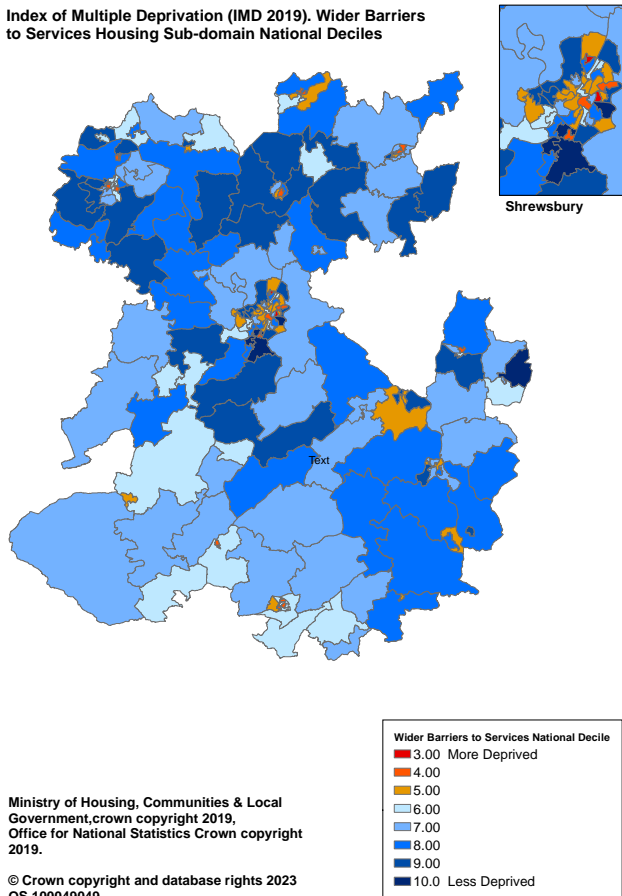 Index of Multiple Deprivation (IMD 2019). Wider Barriers
to Services Housing Sub-domain National Deciles
Shrewsbury
Text
Wider Barriers to Services National Decile
3.00 More Deprived
4.00
5.00
6.00
7.00
8.00
9.00
10.0 Less Deprived
Ministry of Housing, Communities & Local
Government,crown copyright 2019,
Office for National Statistics Crown copyright
2019.
© Crown copyright and database rights 2023
OS 100049049